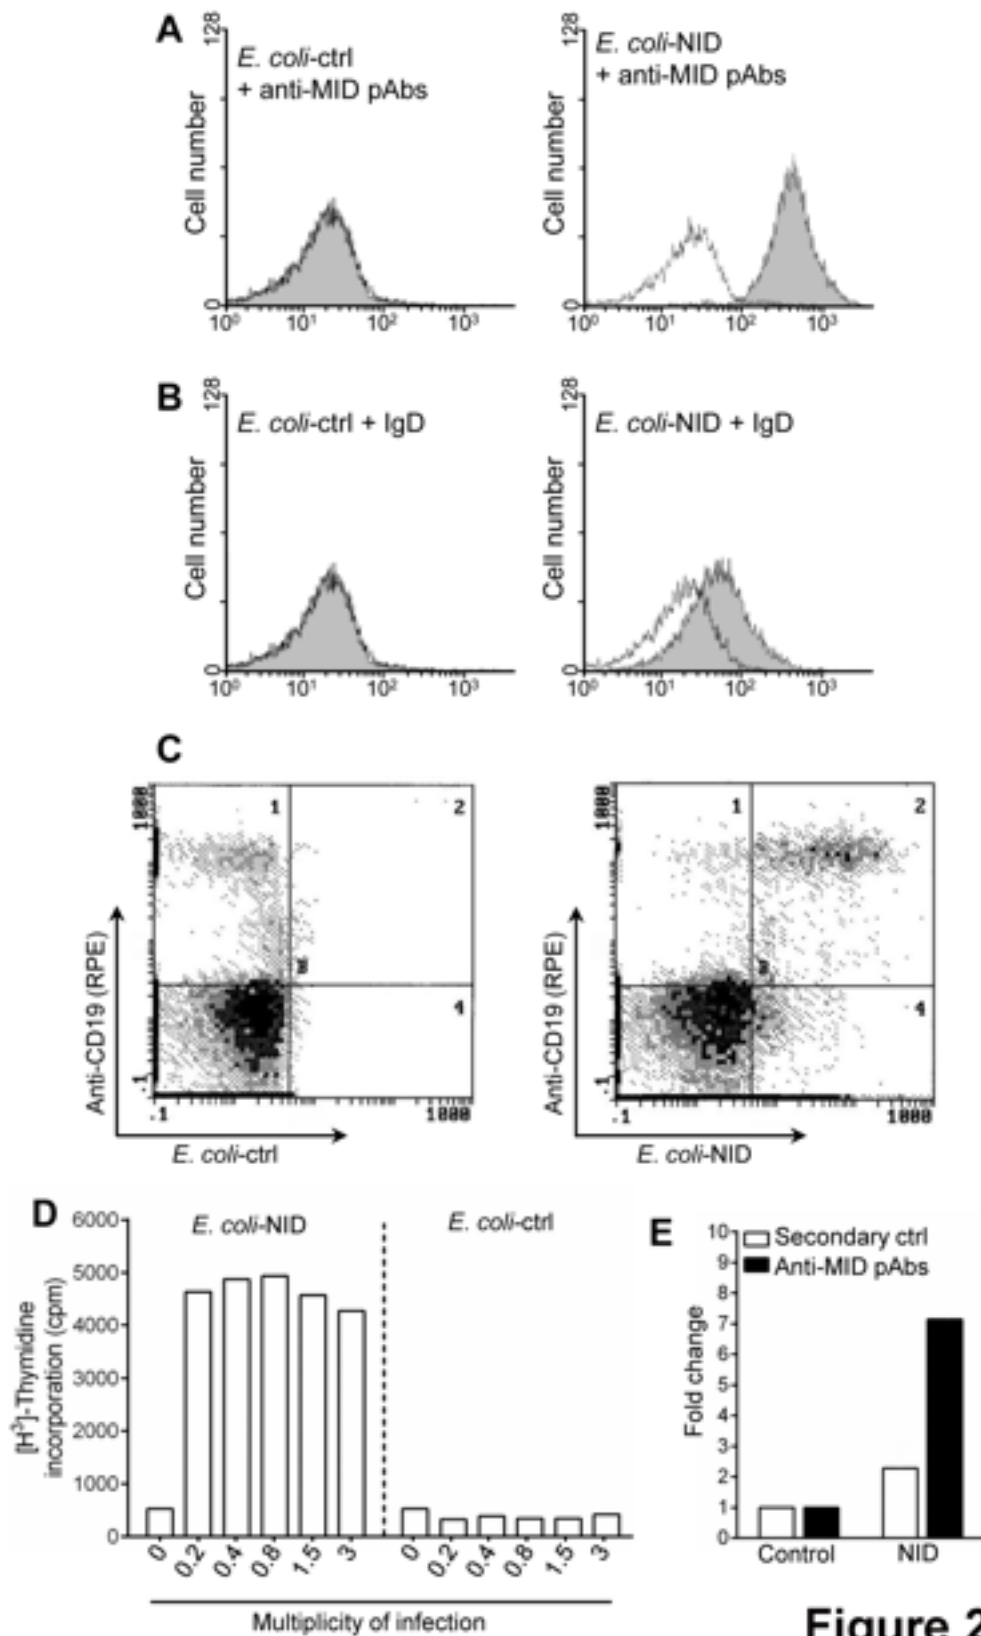 A
E. coli-ctrl
+ anti-MID pAbs
Cell number
128
0
10⁰ 10¹ 10² 10³
E. coli-NID
+ anti-MID pAbs
Cell number
128
0
10⁰ 10¹ 10² 10³
B
E. coli-ctrl + IgD
Cell number
128
0
10⁰ 10¹ 10² 10³
E. coli-NID + IgD
Cell number
128
0
10⁰ 10¹ 10² 10³
C
1000
1 2
4
Anti-CD19 (RPE)
.1
.1 1000
E. coli-ctrl
1000
1 2
4
Anti-CD19 (RPE)
.1
.1 1000
E. coli-NID
D
E. coli-NID
E. coli-ctrl
[H³]-Thymidine
incorporation (cpm)
6000
5000
4000
3000
2000
1000
0
0 0.2 0.4 0.8 1.5 3 0 0.2 0.4 0.8 1.5 3
Multiplicity of infection
E
Secondary ctrl
Anti-MID pAbs
Fold change
10
9
8
7
6
5
4
3
2
1
0
Control NID
Figure 2